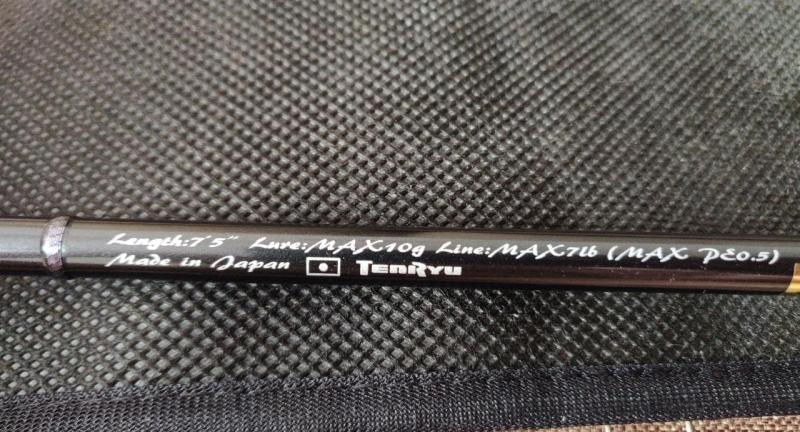 Length:7'5" Lure:MAX10g Line:MAX7lb (MAX PE0.5)
Made in Japan TENRYU